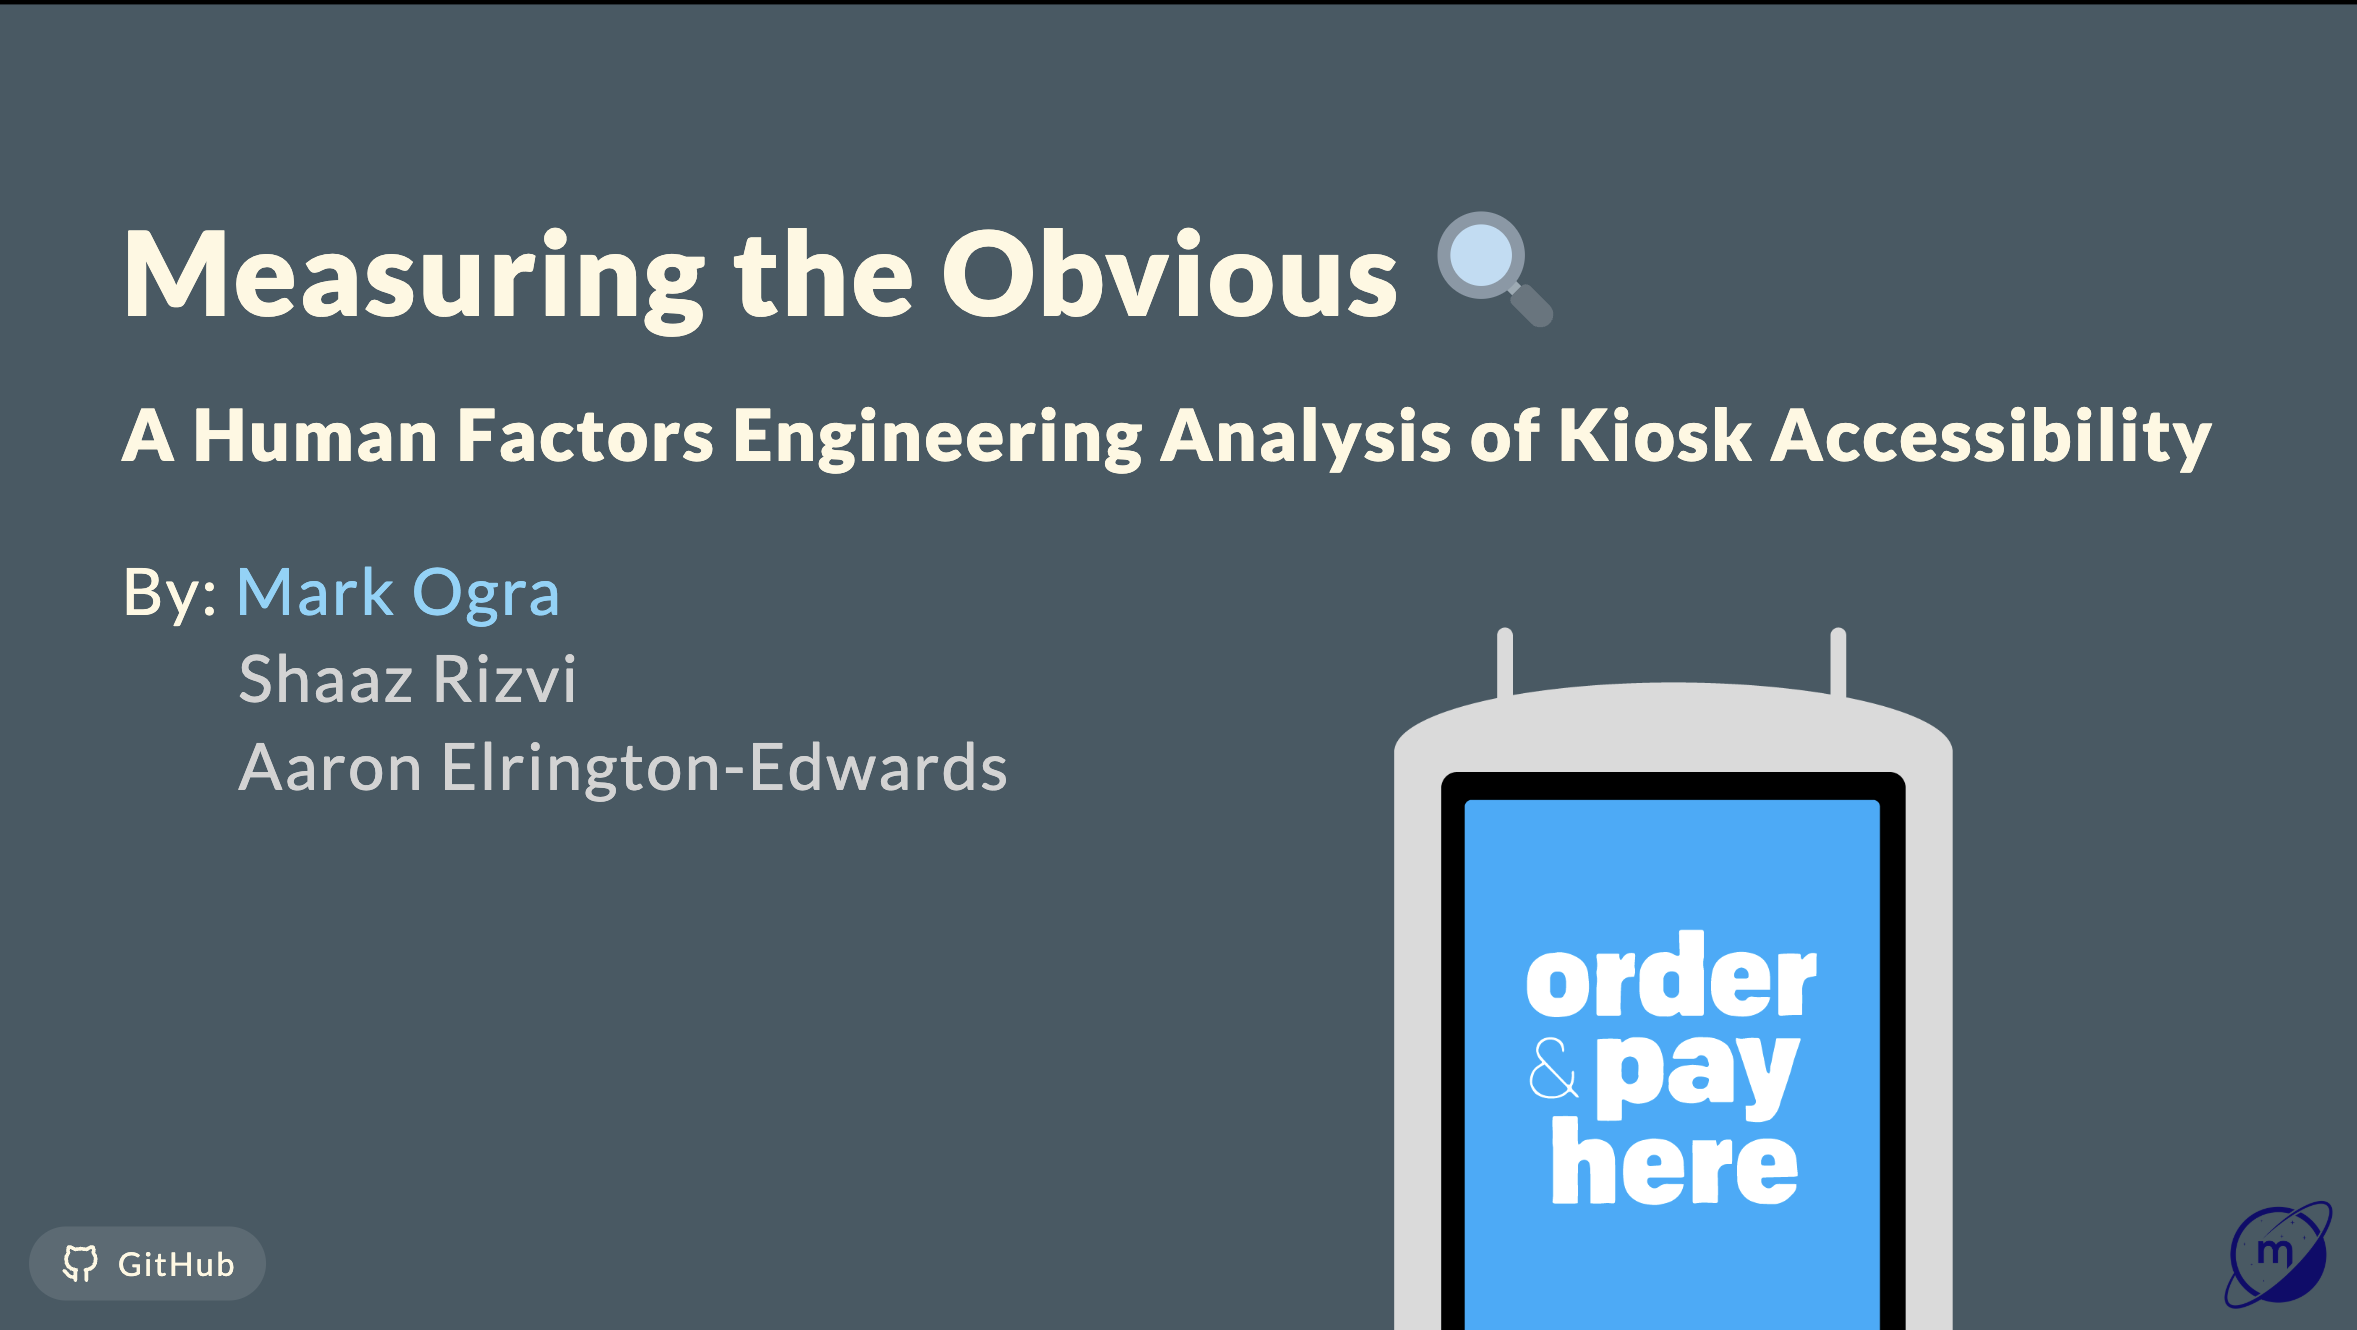 Measuring the Obvious
A Human Factors Engineering Analysis of Kiosk Accessibility
By: Mark Ogra
Shaaz Rizvi
Aaron Elrington-Edwards
order
& pay
here
GitHub
m